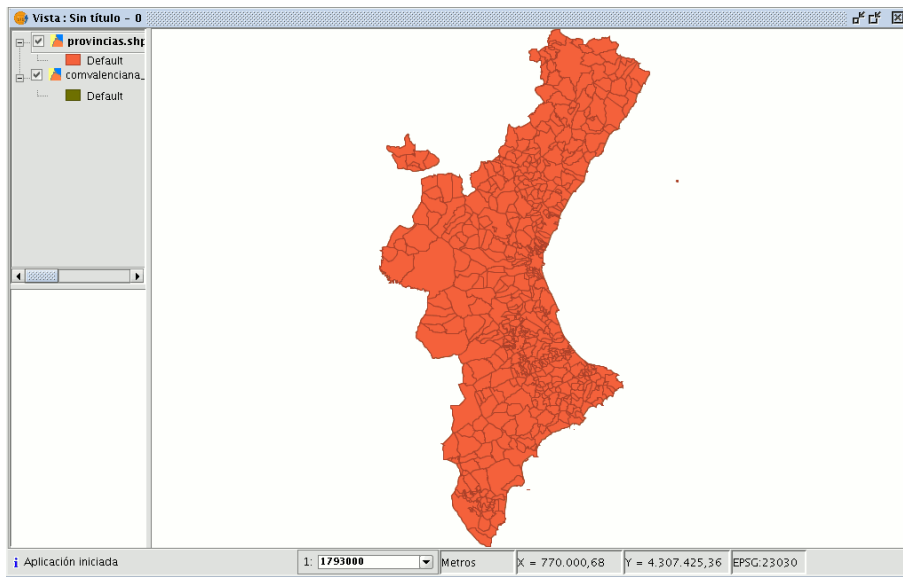 Vista : Sin título - 0
provincias.shp
Default
comvalenciana_
Default
Aplicación iniciada
1: 1793000
Metros
X = 770.000,68
Y = 4.307.425,36
EPSG:23030